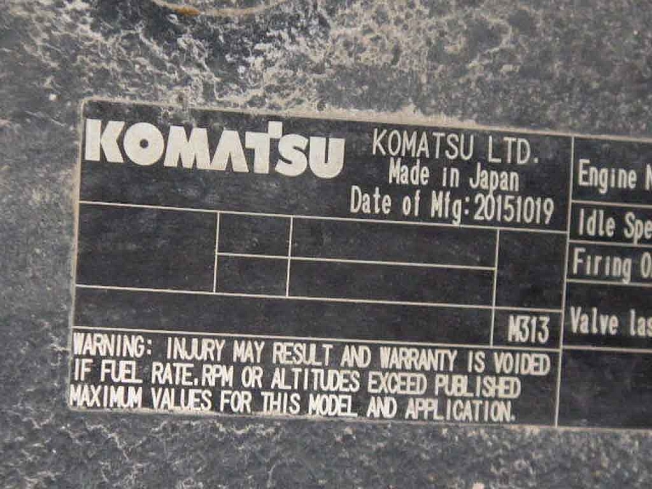 KOMATSU
KOMATSU LTD.
Made in Japan
Date of Mfg:20151019
M313
WARNING: INJURY MAY RESULT AND WARRANTY IS VOIDED
IF FUEL RATE,RPM OR ALTITUDES EXCEED PUBLISHED
MAXIMUM VALUES FOR THIS MODEL AND APPLICATION.
Engine
Idle Spe
Firing
Valve las